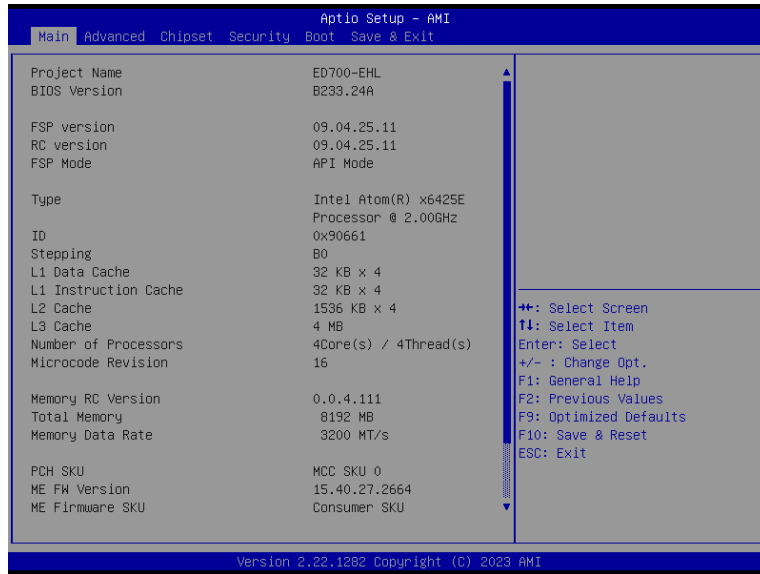 Aptio Setup - AMI
Main Advanced Chipset Security Boot Save & Exit
Project Name ED700-EHL
BIOS Version B233.24A
FSP version 09.04.25.11
RC version 09.04.25.11
FSP Mode API Mode
Type Intel Atom(R) x6425E
Processor @ 2.00GHz
ID 0x90661
Stepping B0
L1 Data Cache 32 KB x 4
L1 Instruction Cache 32 KB x 4
L2 Cache 1536 KB x 4
L3 Cache 4 MB
Number of Processors 4Core(s) / 4Thread(s)
Microcode Revision 16
Memory RC Version 0.0.4.111
Total Memory 8192 MB
Memory Data Rate 3200 MT/s
PCH SKU MCC SKU 0
ME FW Version 15.40.27.2664
ME Firmware SKU Consumer SKU
→←: Select Screen
↑↓: Select Item
Enter: Select
+/- : Change Opt.
F1: General Help
F2: Previous Values
F9: Optimized Defaults
F10: Save & Reset
ESC: Exit
Version 2.22.1282 Copyright (C) 2023 AMI